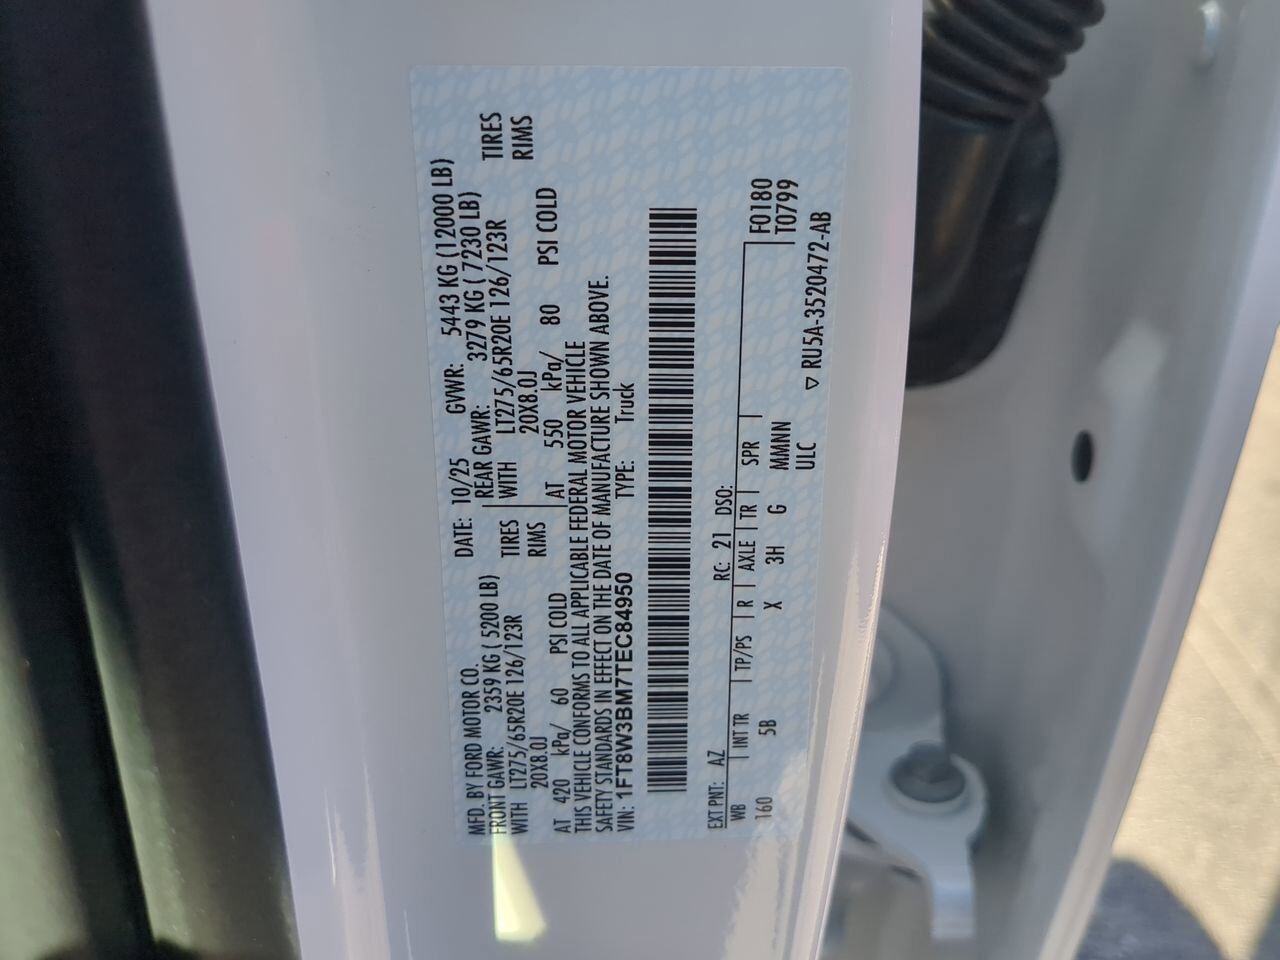 MFD. BY FORD MOTOR CO. DATE: 10/25 GVWR: 5443 KG (12000 LB)
FRONT GAWR: 2359 KG ( 5200 LB) REAR GAWR: 3279 KG ( 7230 LB)
WITH LT275/65R20E 126/123R TIRES WITH LT275/65R20E 126/123R TIRES
20X8.0J RIMS 20X8.0J RIMS
AT 420 kPa/ 60 PSI COLD AT 550 kPa/ 80 PSI COLD
THIS VEHICLE CONFORMS TO ALL APPLICABLE FEDERAL MOTOR VEHICLE
SAFETY STANDARDS IN EFFECT ON THE DATE OF MANUFACTURE SHOWN ABOVE.
VIN: 1FT8W3BM7TEC84950 TYPE: Truck
EXT PNT: AZ RC: 21 DSO:
WB INT TR TP/PS R AXLE TR SPR F0180
160 5B X 3H G MMNN T0799
ULC ▽ RU5A-3520472-AB